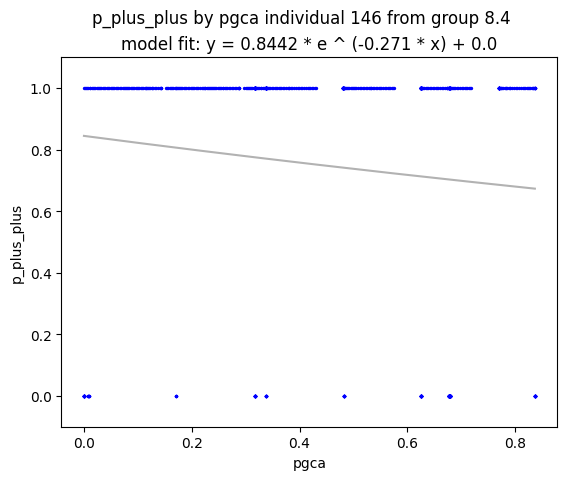 p_plus_plus by pgca individual 146 from group 8.4
model fit: y = 0.8442 * e ^ (-0.271 * x) + 0.0
1.0
0.8
0.6
0.4
0.2
0.0
p_plus_plus
0.0 0.2 0.4 0.6 0.8
pgca